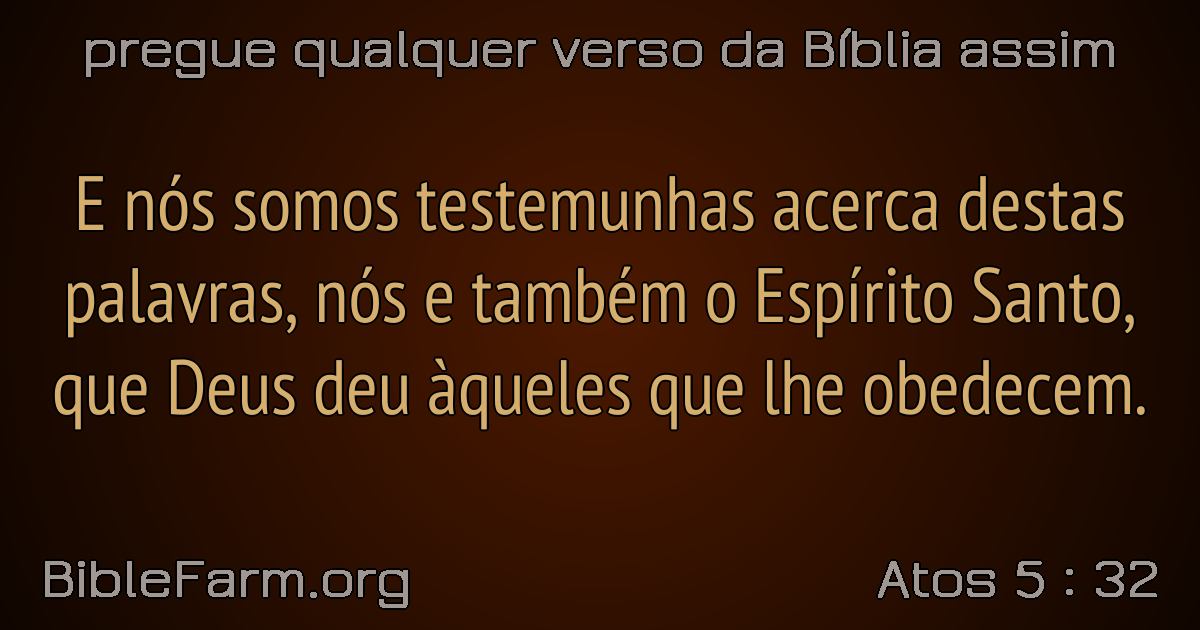 pregue qualquer verso da Bíblia assim
E nós somos testemunhas acerca destas
palavras, nós e também o Espírito Santo,
que Deus deu àqueles que lhe obedecem.
BibleFarm.org
Atos 5 : 32